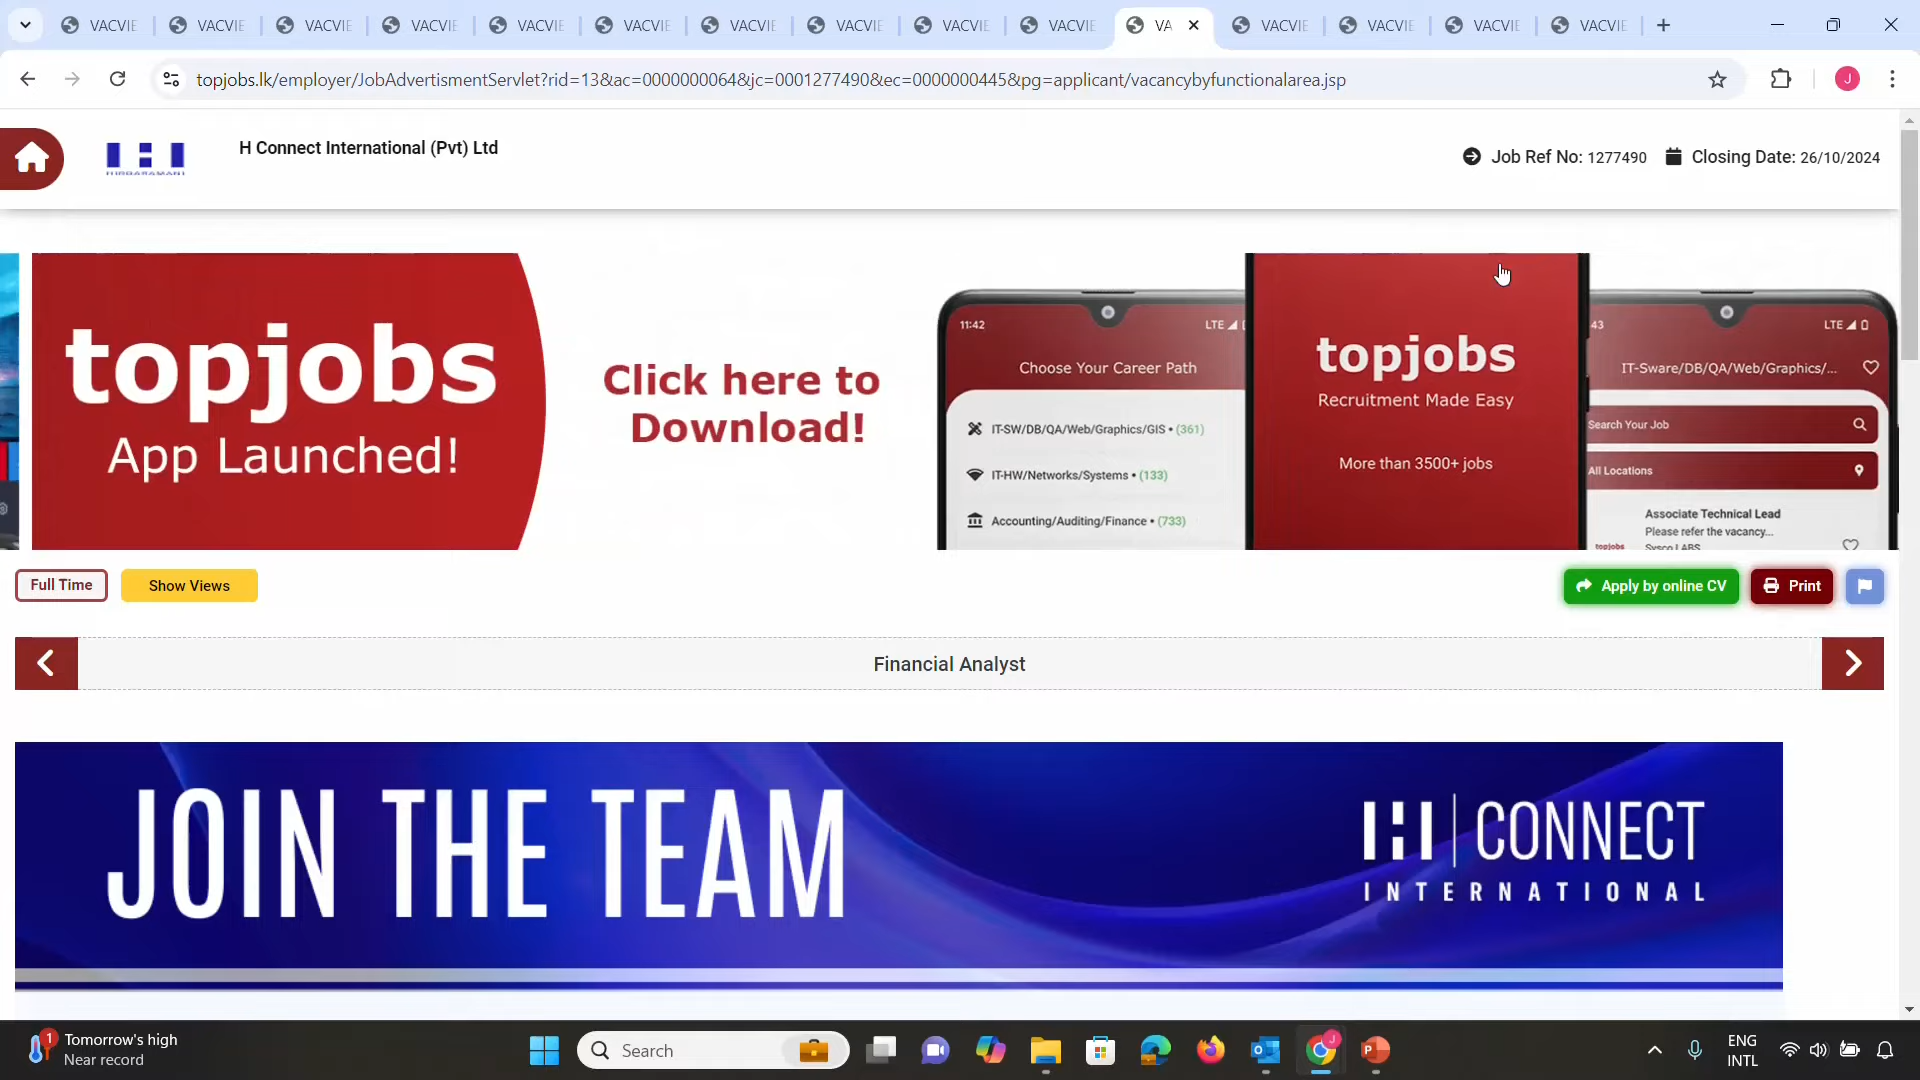 VACVIE VACVIE VACVIE VACVIE VACVIE VACVIE VACVIE VACVIE VACVIE VACVIE VA VACVIE VACVIE VACVIE VACVIE
topjobs.lk/employer/JobAdvertismentServlet?rid=13&ac=0000000064&jc=0001277490&ec=0000000445&pg=applicant/vacancybyfunctionalarea.jsp
J
H Connect International (Pvt) Ltd
Job Ref No: 1277490 Closing Date: 26/10/2024
topjobs
App Launched!
Click here to
Download!
11:42 LTE
Choose Your Career Path
IT-SW/DB/QA/Web/Graphics/GIS • (361)
IT-HW/Networks/Systems • (133)
Accounting/Auditing/Finance • (733)
topjobs
Recruitment Made Easy
More than 3500+ jobs
43 LTE
IT-Sware/DB/QA/Web/Graphics/...
Search Your Job
All Locations
Associate Technical Lead
Please refer the vacancy...
Sysco LABS
topjobs
Full Time Show Views Apply by online CV Print
Financial Analyst
JOIN THE TEAM
CONNECT
INTERNATIONAL
1
Tomorrow's high
Near record
Search
J
ENG
INTL